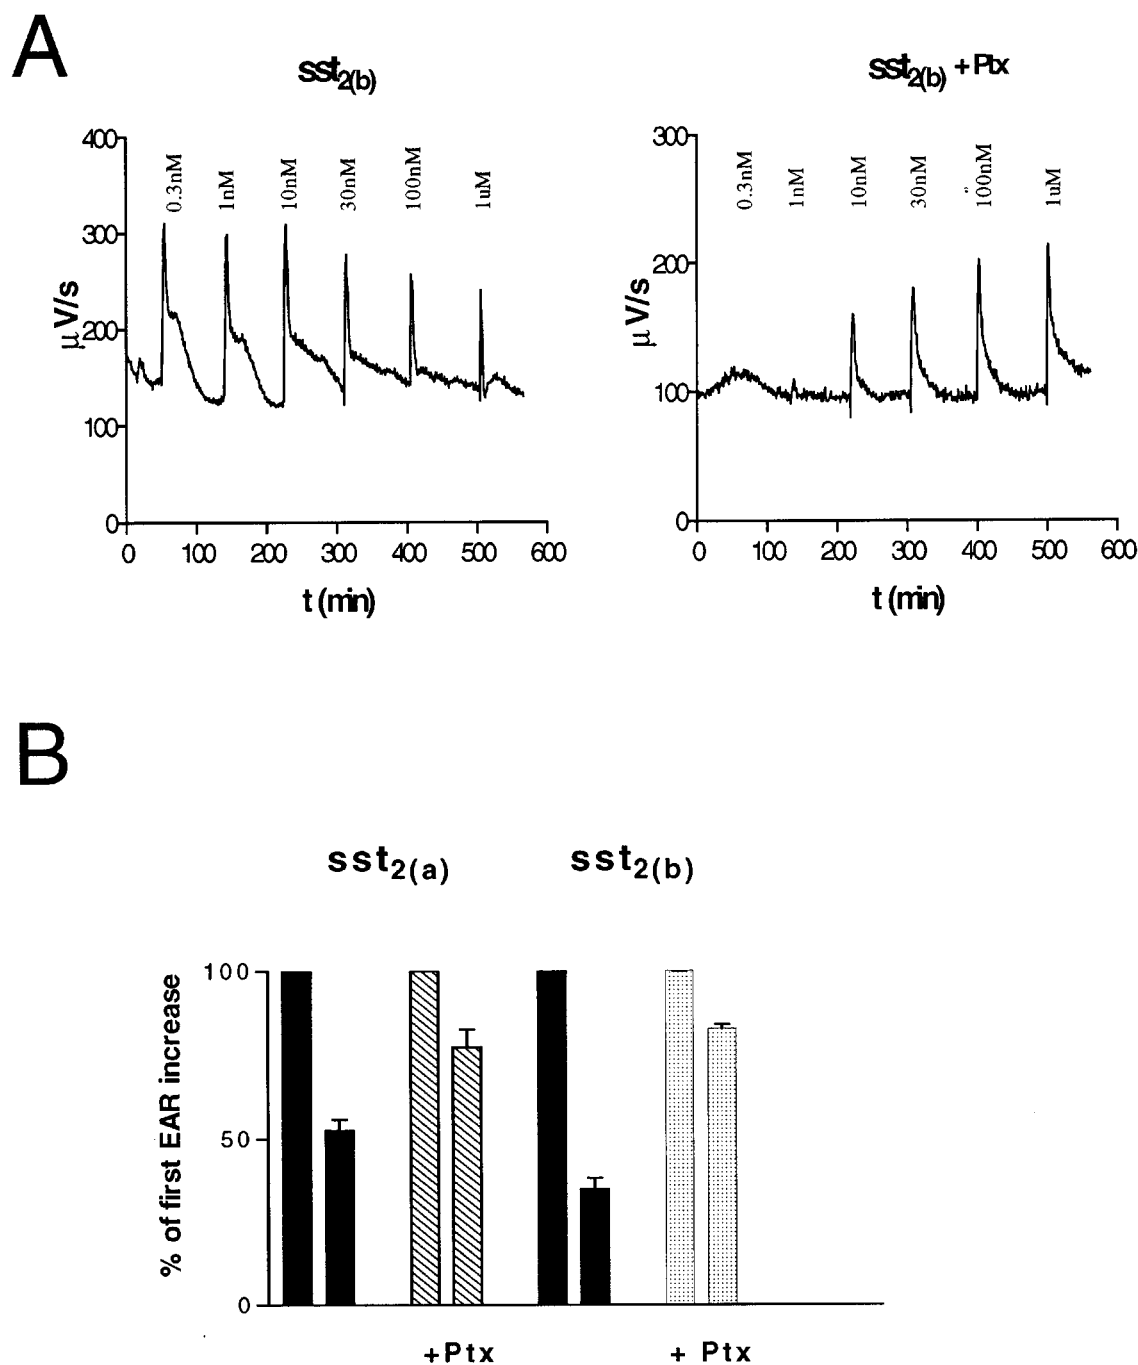 A
sst2(b)
sst2(b) + Ptx
400
300
200
100
0
μV/s
0.3nM
1nM
10nM
30nM
100nM
1uM
0 100 200 300 400 500 600
t (min)
300
200
100
0
μV/s
0.3nM
1nM
10nM
30nM
100nM
1uM
0 100 200 300 400 500 600
t (min)
B
sst2(a)
sst2(b)
% of first EAR increase
100
50
0
+Ptx
+ Ptx